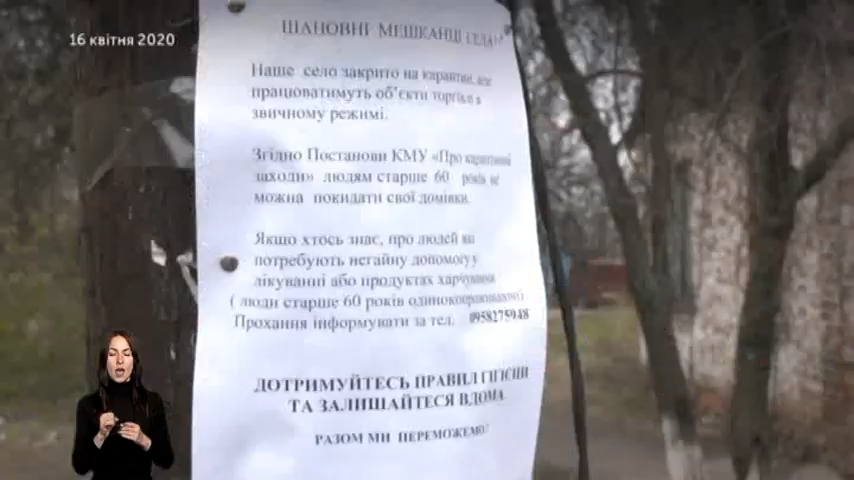 16 квітня 2020
ШАНОВНІ МЕШКАНЦІ СЕЛА!
Наше село закрито на карантин, але
працюватимуть об’єкти торгівлі в
звичному режимі.
Згідно Постанови КМУ «Про карантинні
заходи» людям старше 60 років не
можна покидати свої домівки.
Якщо хтось знає, про людей які
потребують негайну допомогу у
лікуванні або продуктах харчування
( люди старше 60 років одинокопроживаючі)
Прохання інформувати за тел. 0958275948
ДОТРИМУЙТЕСЬ ПРАВИЛ ГІГІЄНИ
ТА ЗАЛИШАЙТЕСЯ ВДОМА
РАЗОМ МИ ПЕРЕМОЖЕМО!